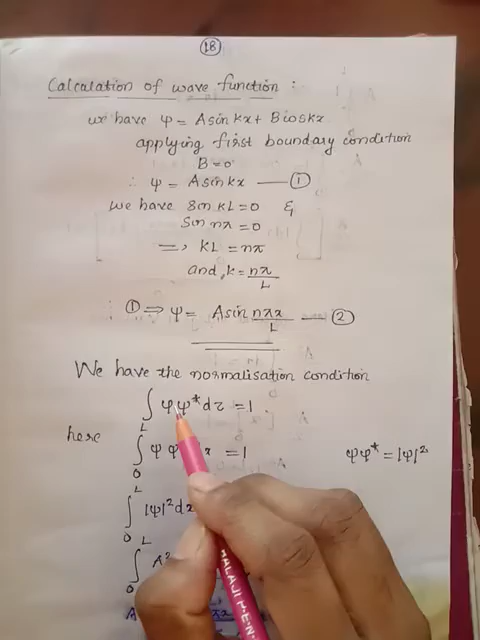 18
Calculation of wave function :
we have ψ = A sin kx + B cos kx
applying first boundary condition
B = 0
∴ ψ = A sin kx — ①
we have Sin KL = 0 &
Sin nπ = 0
⇒, KL = nπ
and, k = nπ/L
∴ ① ⇒ ψ = A sin nπx/L — ②
We have the normalisation condition
∫ ψψ* dτ = 1
here ∫₀ᴸ ψ ψ x = 1 ψψ* = |ψ|²
∫₀ᴸ |ψ|² dx
∫₀ᴸ A²